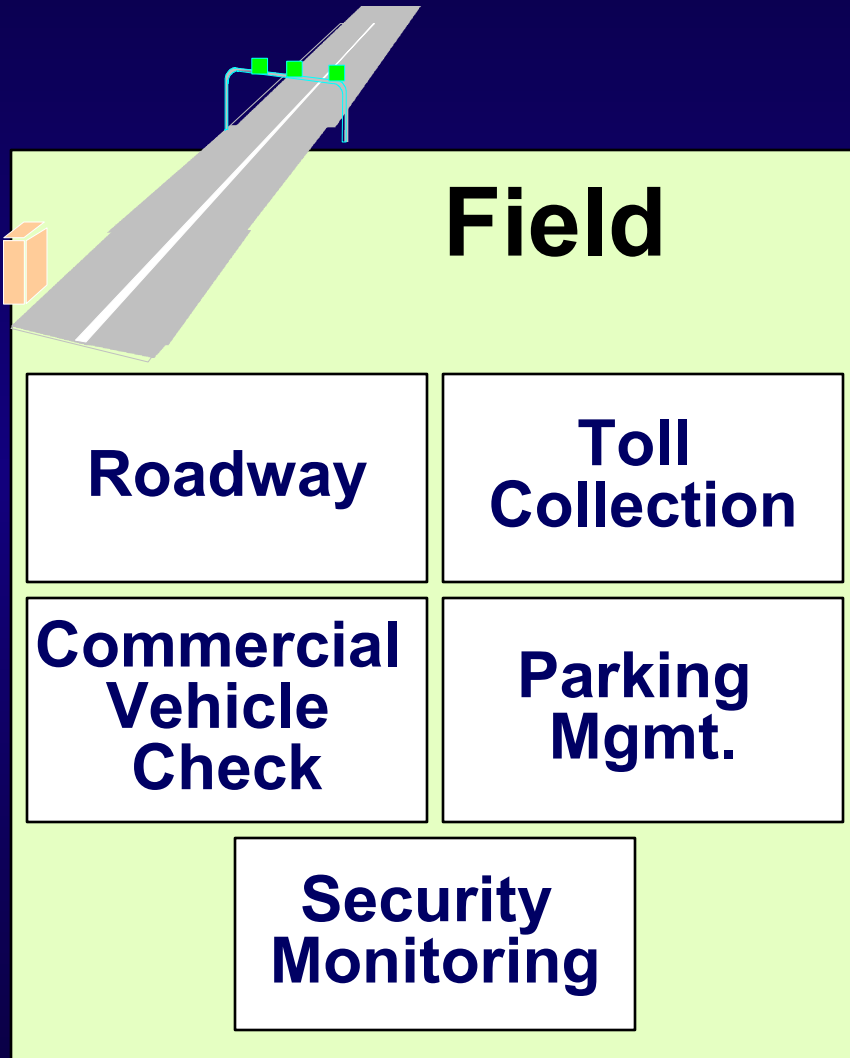 Field
Roadway
Toll
Collection
Commercial
Vehicle
Check
Parking
Mgmt.
Security
Monitoring